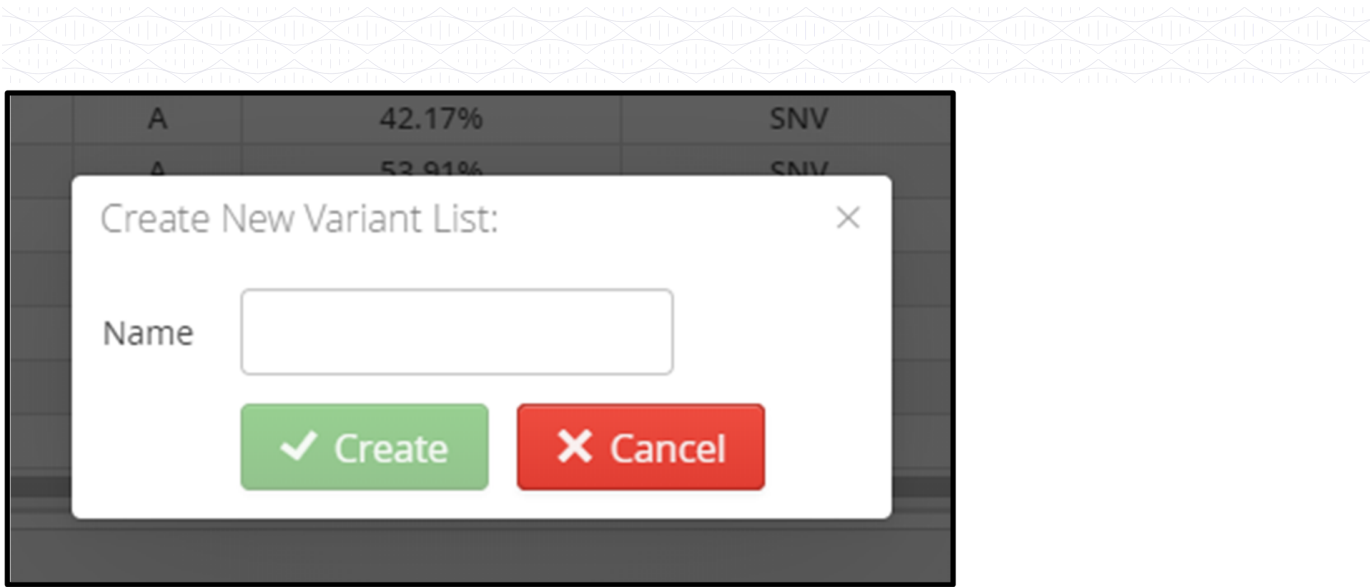 A 42.17% SNV
A 53.91% SNV
Create New Variant List:
Name
Create Cancel